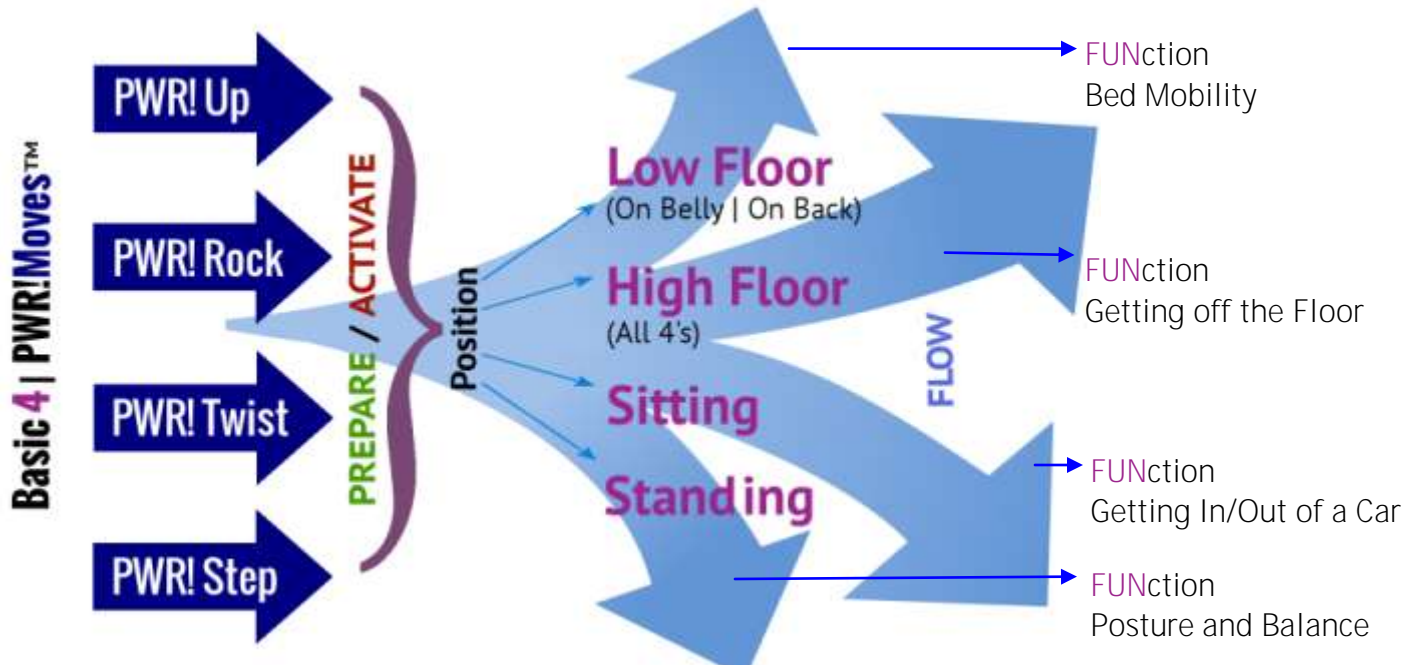 Basic 4 | PWR!Moves™
PWR! Up
PWR! Rock
PWR! Twist
PWR! Step
PREPARE / ACTIVATE
Position
Low Floor
(On Belly | On Back)
High Floor
(All 4's)
Sitting
Standing
FLOW
FUNction
Bed Mobility
FUNction
Getting off the Floor
FUNction
Getting In/Out of a Car
FUNction
Posture and Balance